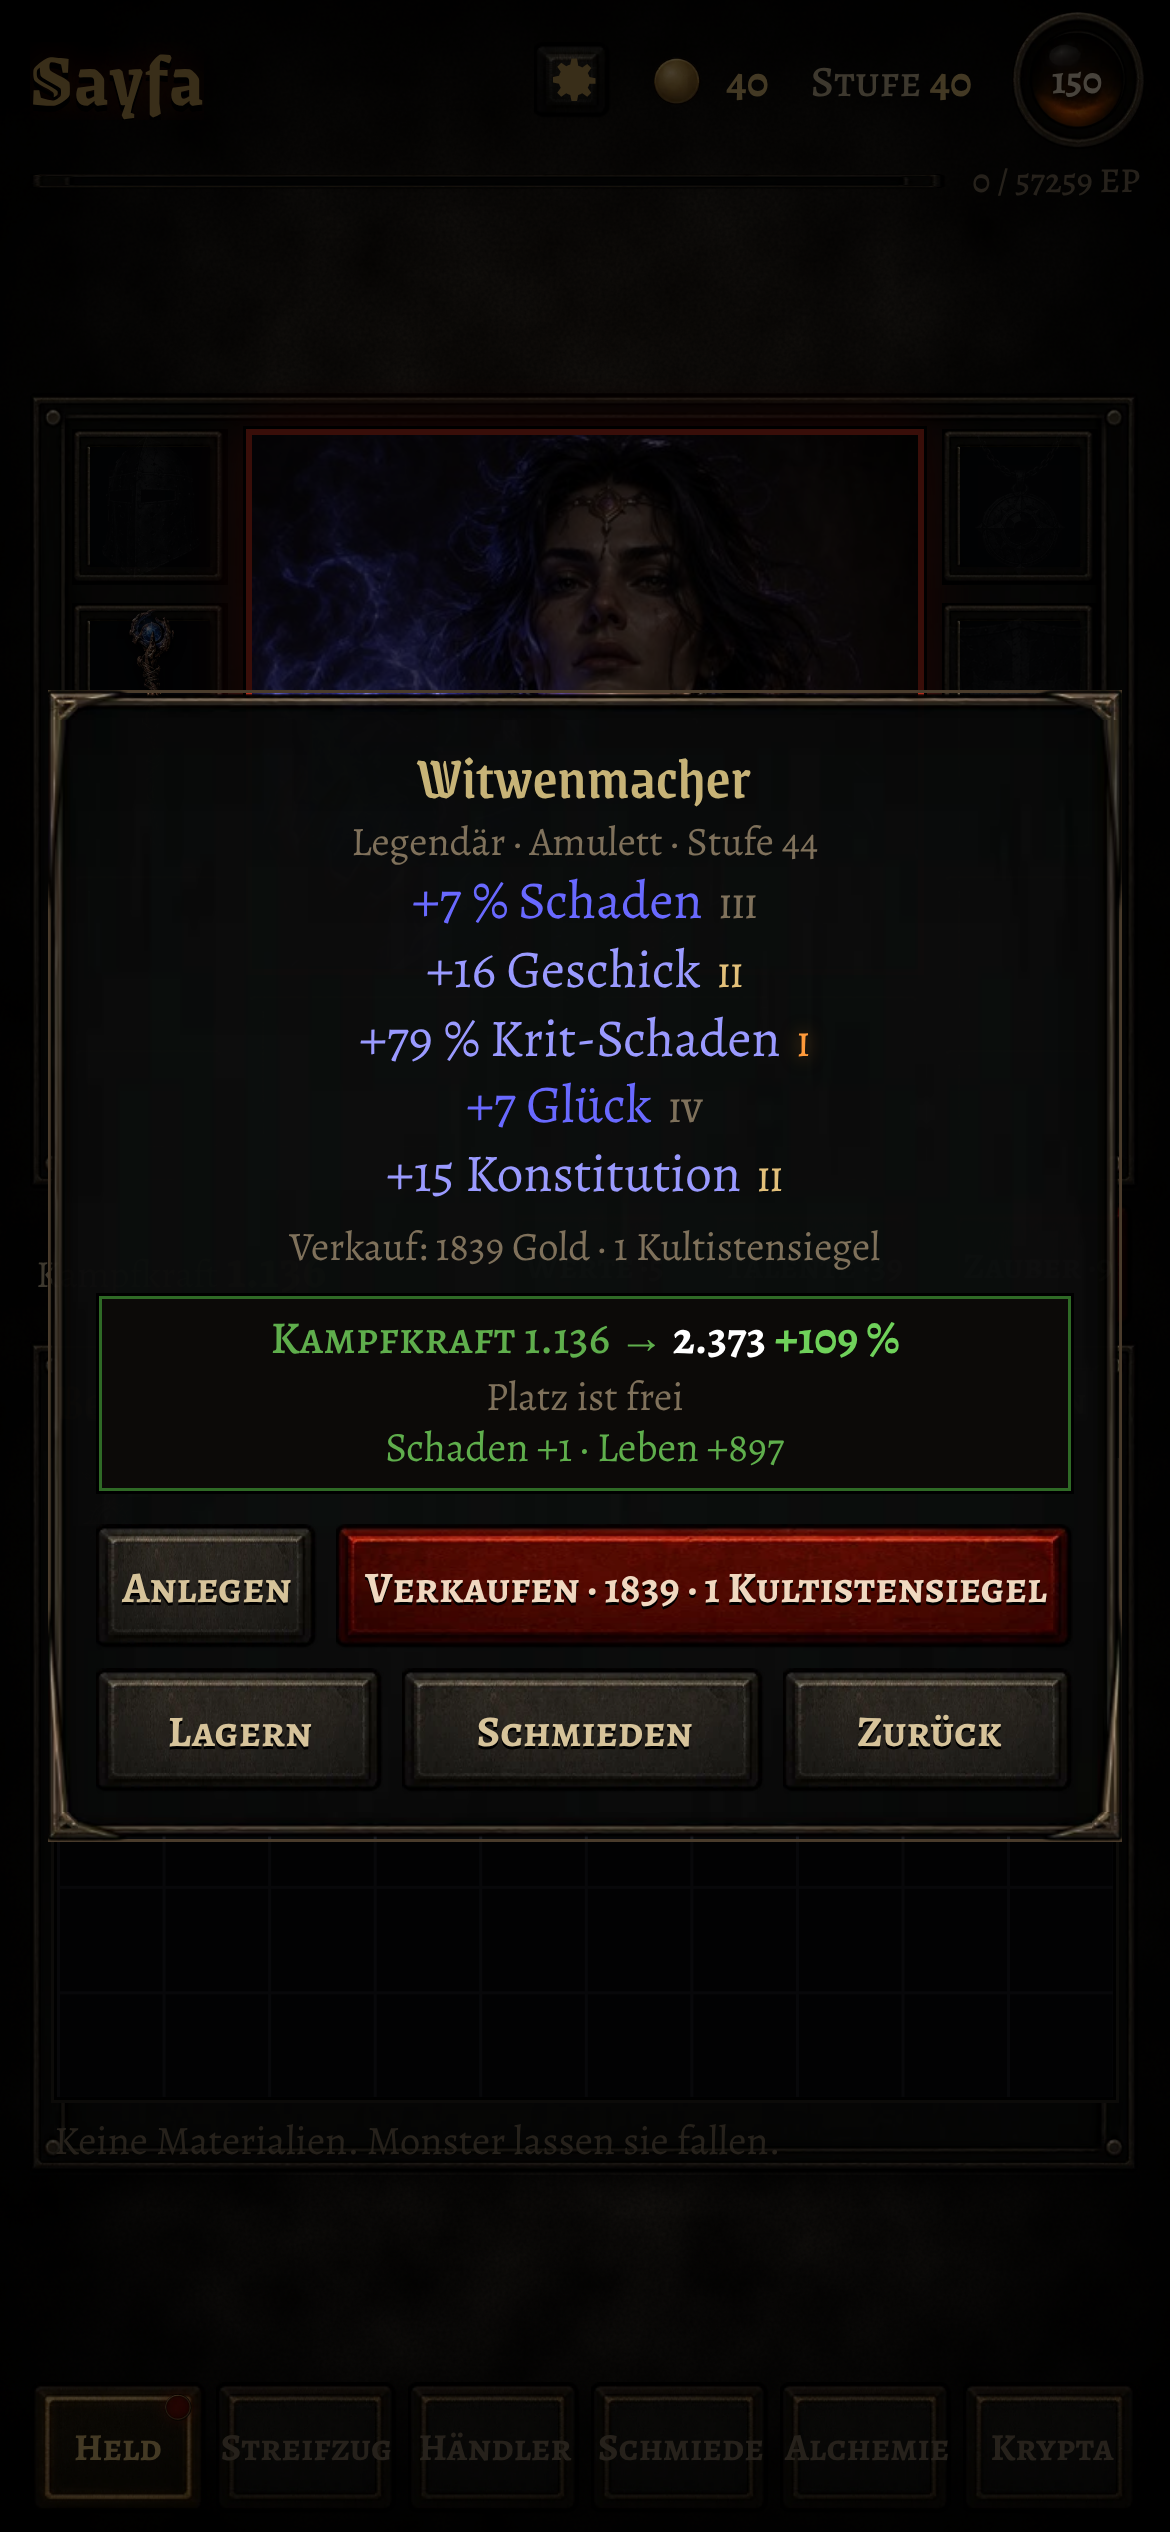 Sayfa
40
STUFE 40
150
0 / 57259 EP
Witwenmacher
Legendär · Amulett · Stufe 44
+7 % Schaden III
+16 Geschick II
+79 % Krit-Schaden I
+7 Glück IV
+15 Konstitution II
Verkauf: 1839 Gold · 1 Kultistensiegel
KAMPFKRAFT 1.136 → 2.373 +109 %
Platz ist frei
Schaden +1 · Leben +897
ANLEGEN
VERKAUFEN · 1839 · 1 KULTISTENSIEGEL
LAGERN
SCHMIEDEN
ZURÜCK
Keine Materialien. Monster lassen sie fallen.
HELD
STREIFZUG
HÄNDLER
SCHMIEDE
ALCHEMIE
KRYPTA